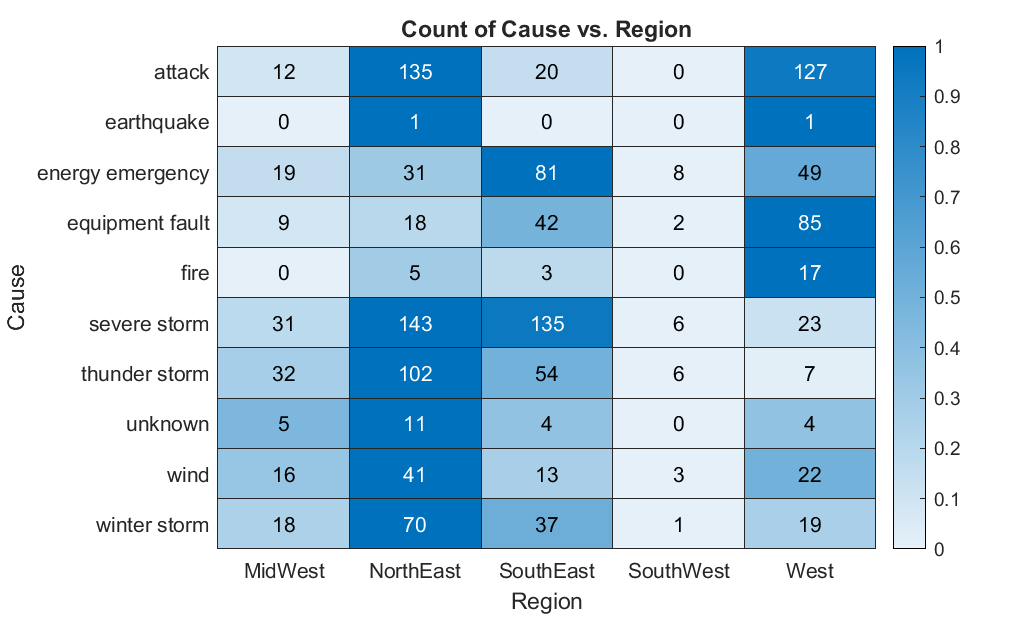 Count of Cause vs. Region
attack 12 135 20 0 127
earthquake 0 1 0 0 1
energy emergency 19 31 81 8 49
equipment fault 9 18 42 2 85
fire 0 5 3 0 17
severe storm 31 143 135 6 23
thunder storm 32 102 54 6 7
unknown 5 11 4 0 4
wind 16 41 13 3 22
winter storm 18 70 37 1 19
MidWest NorthEast SouthEast SouthWest West
Region
Cause
1
0.9
0.8
0.7
0.6
0.5
0.4
0.3
0.2
0.1
0